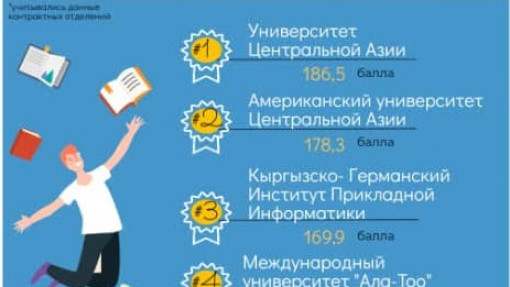 *учитывались данные
контрактных отделений
#1
Университет
Центральной Азии
186,5 балла
#2
Американский университет
Центральной Азии
178,3 балла
#3
Кыргызско- Германский
Институт Прикладной
Информатики
169,9 балла
#4
Международный
университет "Ала-Тоо"